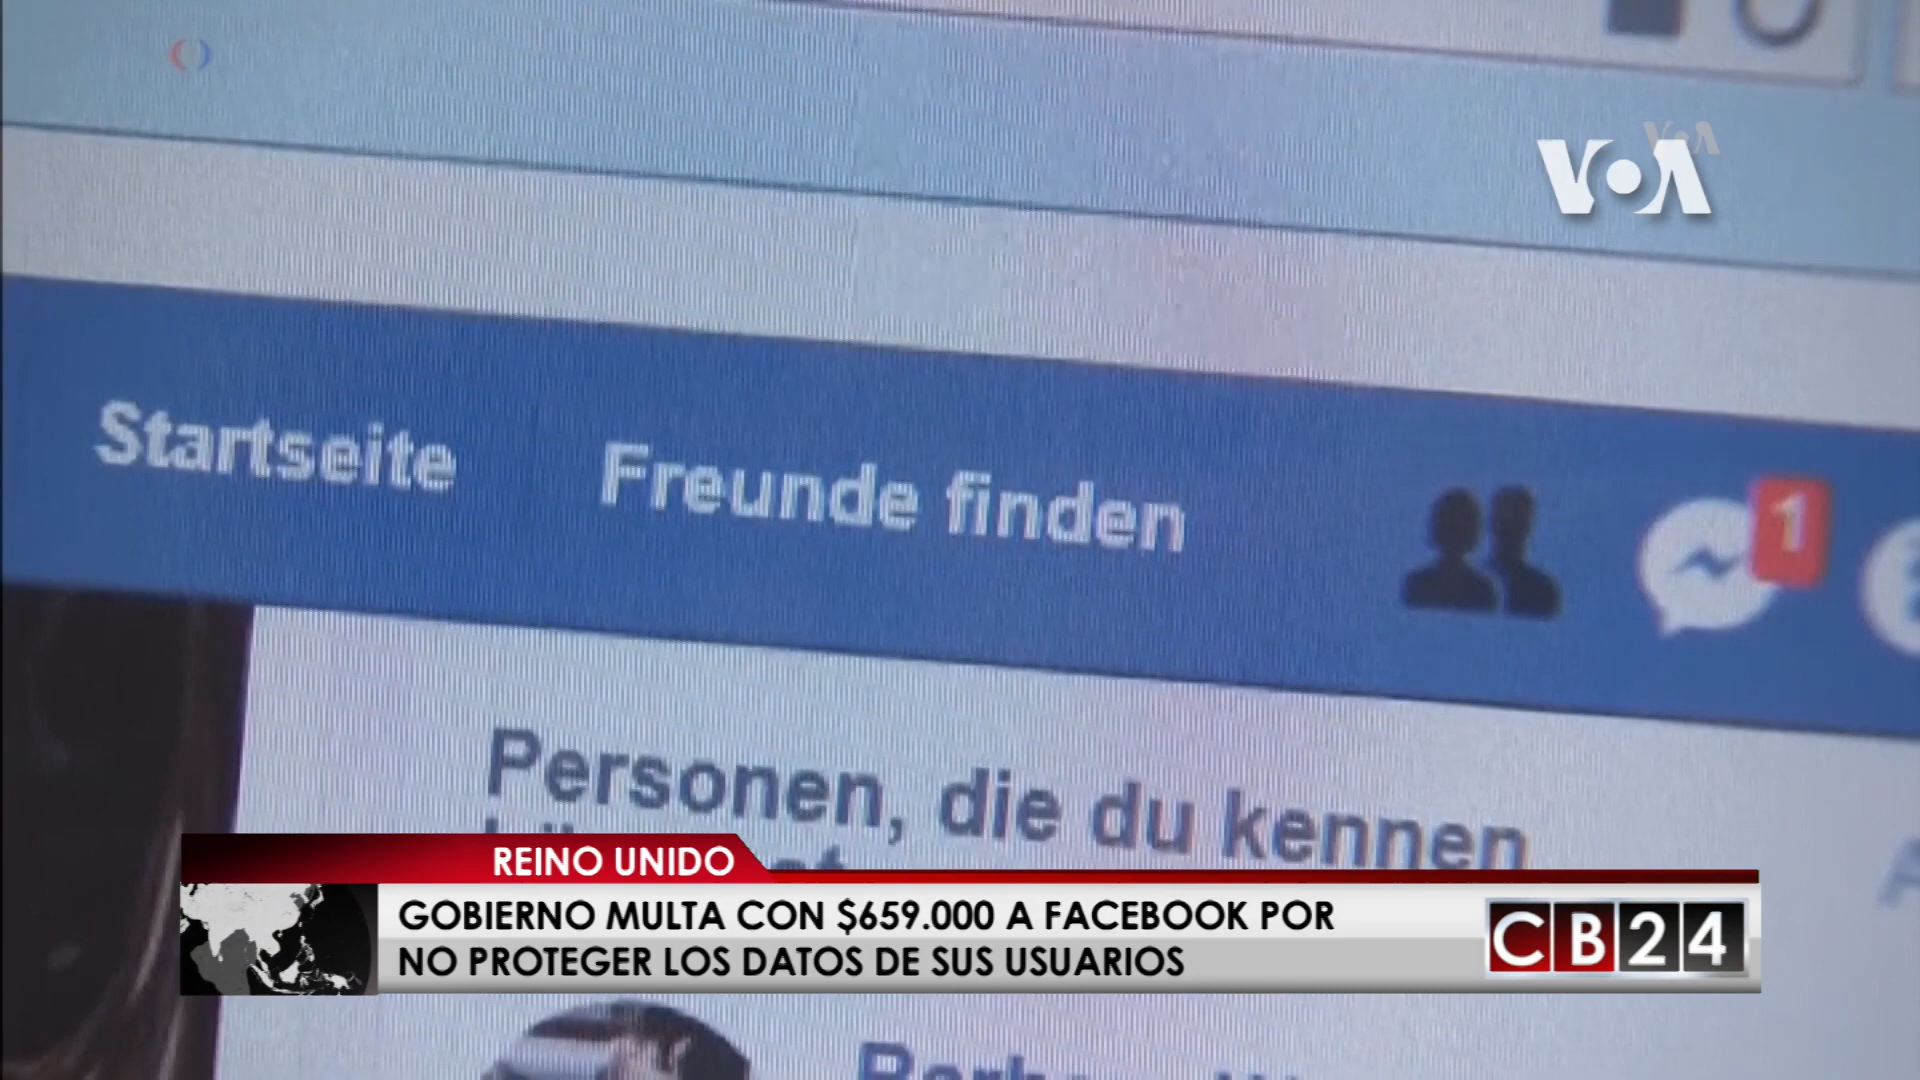 VOA
VOA
Startseite
Freunde finden
1
Personen, die du kennen
REINO UNIDO
GOBIERNO MULTA CON $659.000 A FACEBOOK POR
NO PROTEGER LOS DATOS DE SUS USUARIOS
CB24